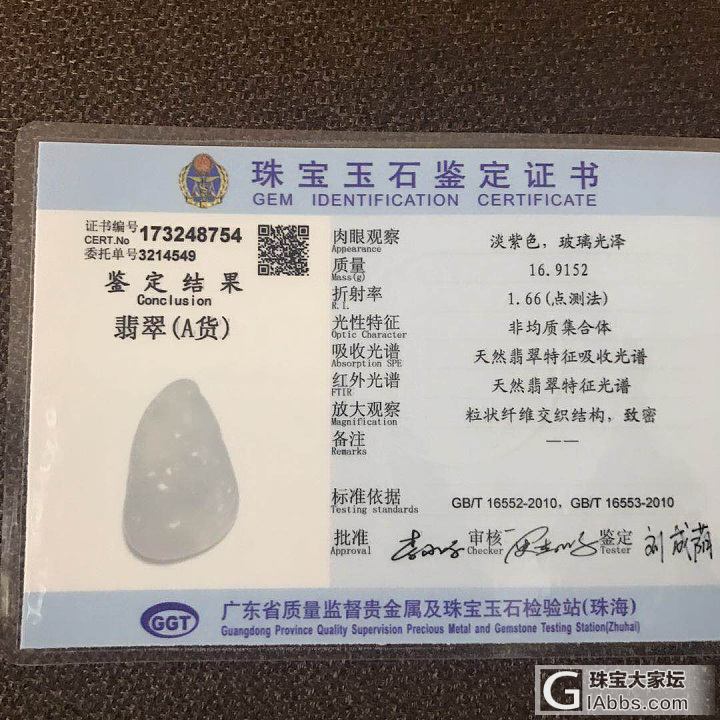 珠宝玉石鉴定证书
GEM IDENTIFICATION CERTIFICATE
证书编号 173248754
CERT.No
委托单号 3214549
鉴定结果
Conclusion
翡翠(A货)
肉眼观察 淡紫色，玻璃光泽
Appearance
质量 16.9152
Mass(g)
折射率 1.66(点测法)
R.I.
光性特征 非均质集合体
Optic Character
吸收光谱 天然翡翠特征吸收光谱
Absorption SPE
红外光谱 天然翡翠特征光谱
FTIR
放大观察 粒状纤维交织结构，致密
Magnification
备注 ——
Remarks
标准依据 GB/T 16552-2010，GB/T 16553-2010
Testing standards
批准 审核 鉴定 刘成荫
Approval Checker Tester
GGT
广东省质量监督贵金属及珠宝玉石检验站(珠海)
Guangdong Province Quality Supervision Precious Metal and Gemstone Testing Station(Zhuhai)
G 珠宝大家坛
GIAbbs.com